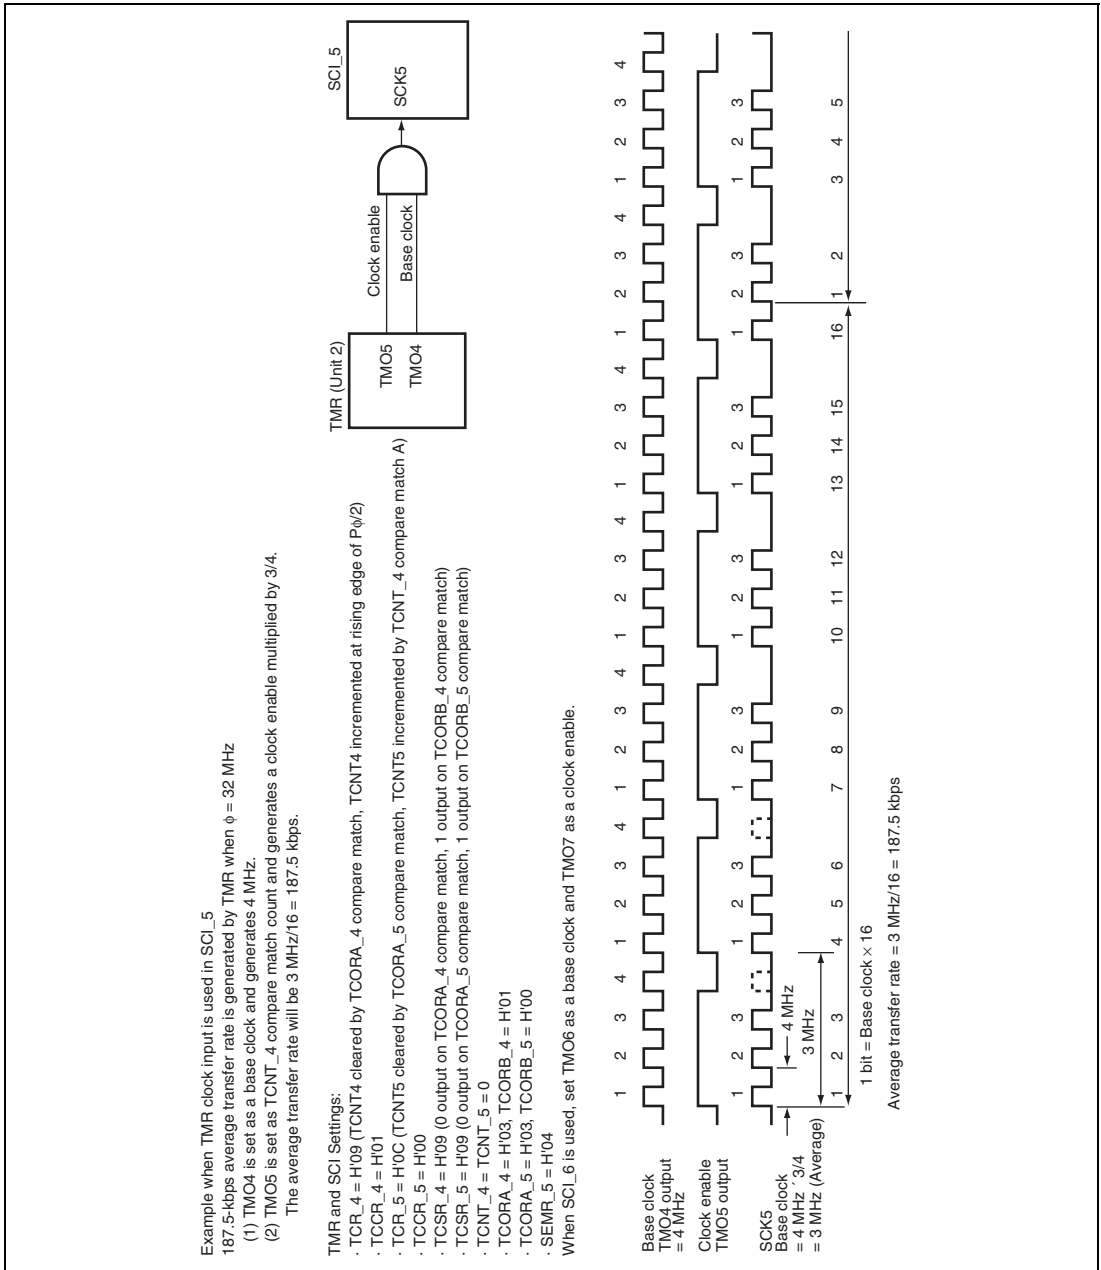 Example when TMR clock input is used in SCI_5
187.5-kbps average transfer rate is generated by TMR when ϕ = 32 MHz
(1) TMO4 is set as a base clock and generates 4 MHz.
(2) TMO5 is set as TCNT_4 compare match count and generates a clock enable multiplied by 3/4.
The average transfer rate will be 3 MHz/16 = 187.5 kbps.
TMR and SCI Settings:
· TCR_4 = H'09 (TCNT4 cleared by TCORA_4 compare match, TCNT4 incremented at rising edge of Pϕ/2)
· TCCR_4 = H'01
· TCR_5 = H'0C (TCNT5 cleared by TCORA_5 compare match, TCNT5 incremented by TCNT_4 compare match A)
· TCCR_5 = H'00
· TCSR_4 = H'09 (0 output on TCORA_4 compare match, 1 output on TCORB_4 compare match)
· TCSR_5 = H'09 (0 output on TCORA_5 compare match, 1 output on TCORB_5 compare match)
· TCNT_4 = TCNT_5 = 0
· TCORA_4 = H'03, TCORB_4 = H'01
· TCORA_5 = H'03, TCORB_5 = H'00
· SEMR_5 = H'04
When SCI_6 is used, set TMO6 as a base clock and TMO7 as a clock enable.
TMR (Unit 2)
TMO5
TMO4
Clock enable
Base clock
SCI_5
SCK5
1 2 3 4 1 2 3 4 1 2 3 4 1 2 3 4 1 2 3 4 1 2 3 4 1 2 3 4
Base clock
TMO4 output
= 4 MHz
Clock enable
TMO5 output
1 2 3 1 2 3 1 2 3 1 2 3 1 2 3 1 2 3 1 2 3
SCK5
Base clock
= 4 MHz ´ 3/4
= 3 MHz (Average)
4 MHz
3 MHz
1 2 3 4 5 6 7 8 9 10 11 12 13 14 15 16 1 2 3 4 5
1 bit = Base clock × 16
Average transfer rate = 3 MHz/16 = 187.5 kbps